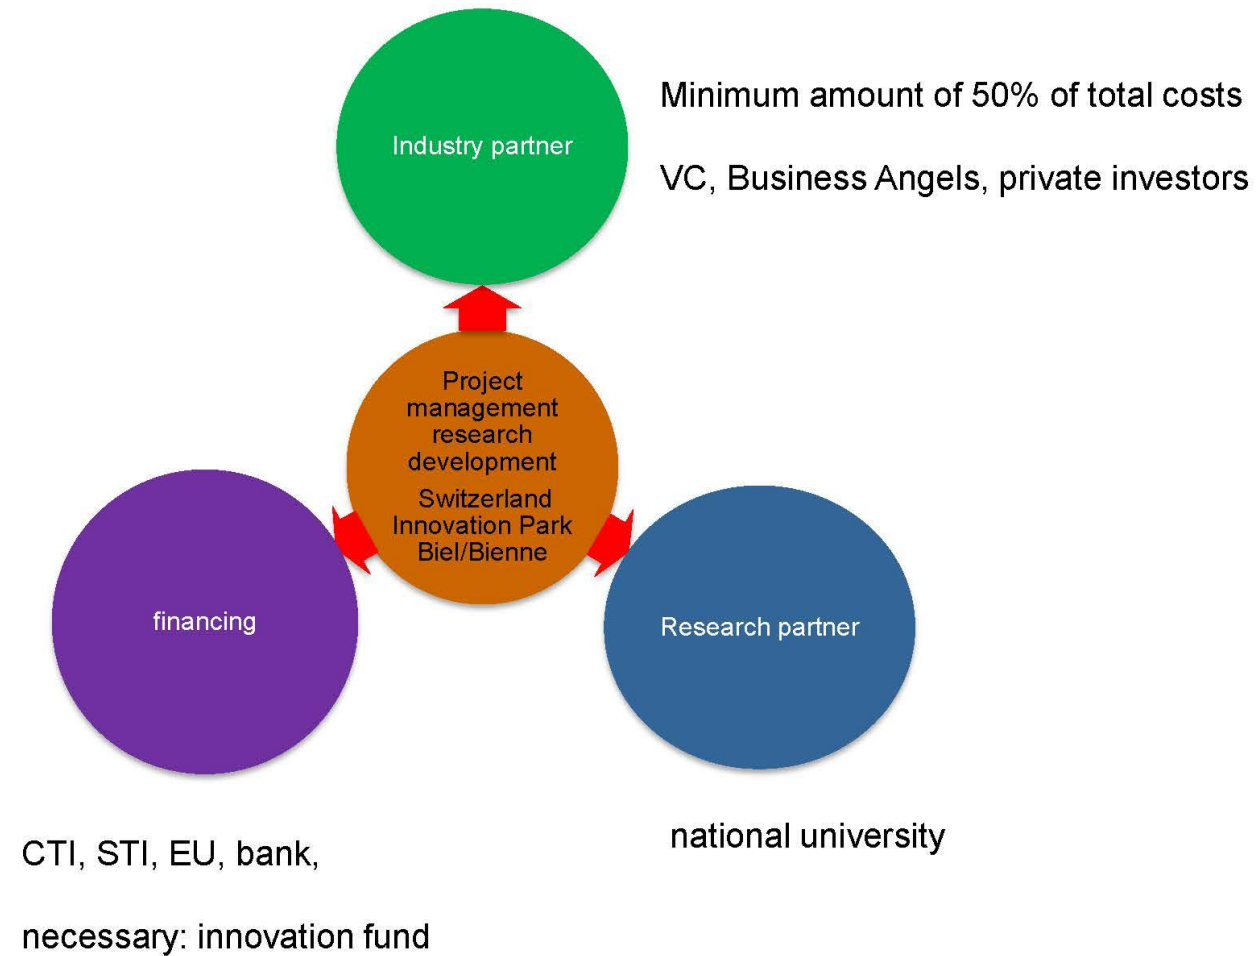 Industry partner
Minimum amount of 50% of total costs
VC, Business Angels, private investors
Project
management
research
development
Switzerland
Innovation Park
Biel/Bienne
financing
Research partner
CTI, STI, EU, bank,
necessary: innovation fund
national university